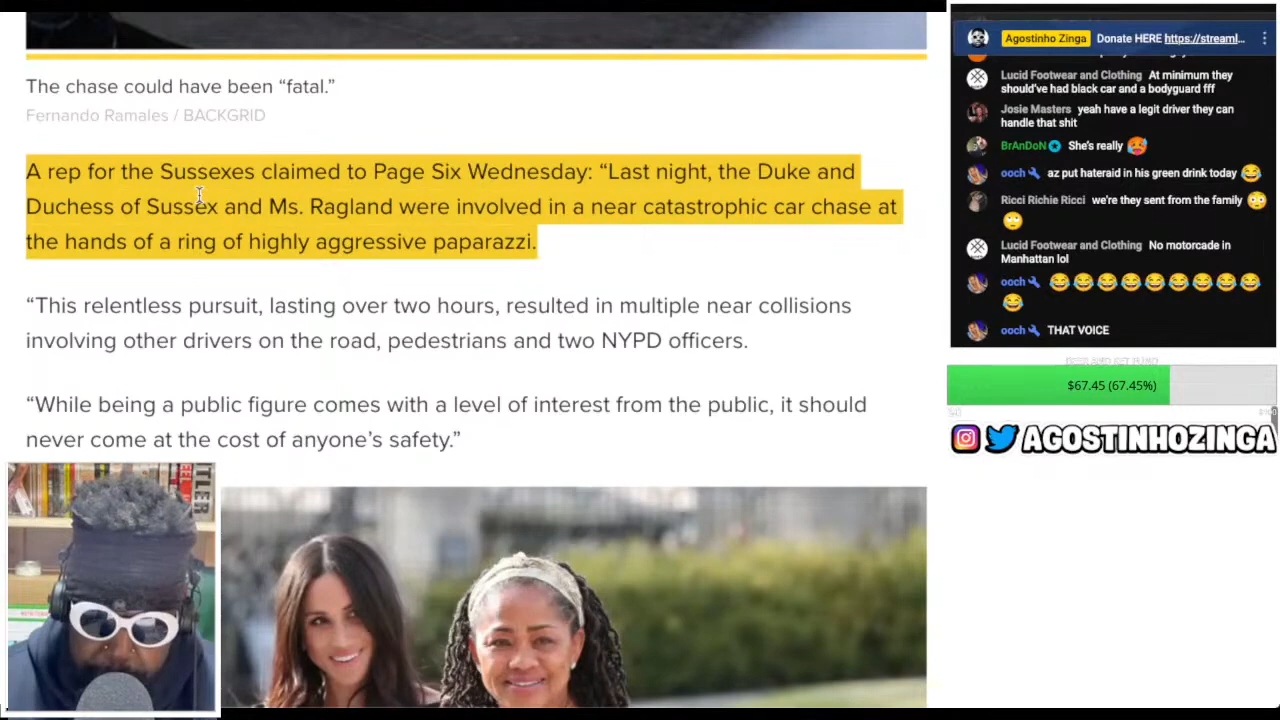 The chase could have been “fatal.”
Fernando Ramales / BACKGRID
A rep for the Sussexes claimed to Page Six Wednesday: “Last night, the Duke and
Duchess of Sussex and Ms. Ragland were involved in a near catastrophic car chase at
the hands of a ring of highly aggressive paparazzi.
“This relentless pursuit, lasting over two hours, resulted in multiple near collisions
involving other drivers on the road, pedestrians and two NYPD officers.
“While being a public figure comes with a level of interest from the public, it should
never come at the cost of anyone’s safety.”
Agostinho Zinga Donate HERE https://streaml...
Lucid Footwear and Clothing At minimum they
should've had black car and a bodyguard fff
Josie Masters yeah have a legit driver they can
handle that shit
BrAnDoN She's really 🥵
ooch az put hateraid in his green drink today 😂
Ricci Richie Ricci we're they sent from the family 😳
🙄
Lucid Footwear and Clothing No motorcade in
Manhattan lol
ooch 😂😂😂😂😂😂😂😂😂
😂
ooch THAT VOICE
$67.45 (67.45%)
AGOSTINHOZINGA